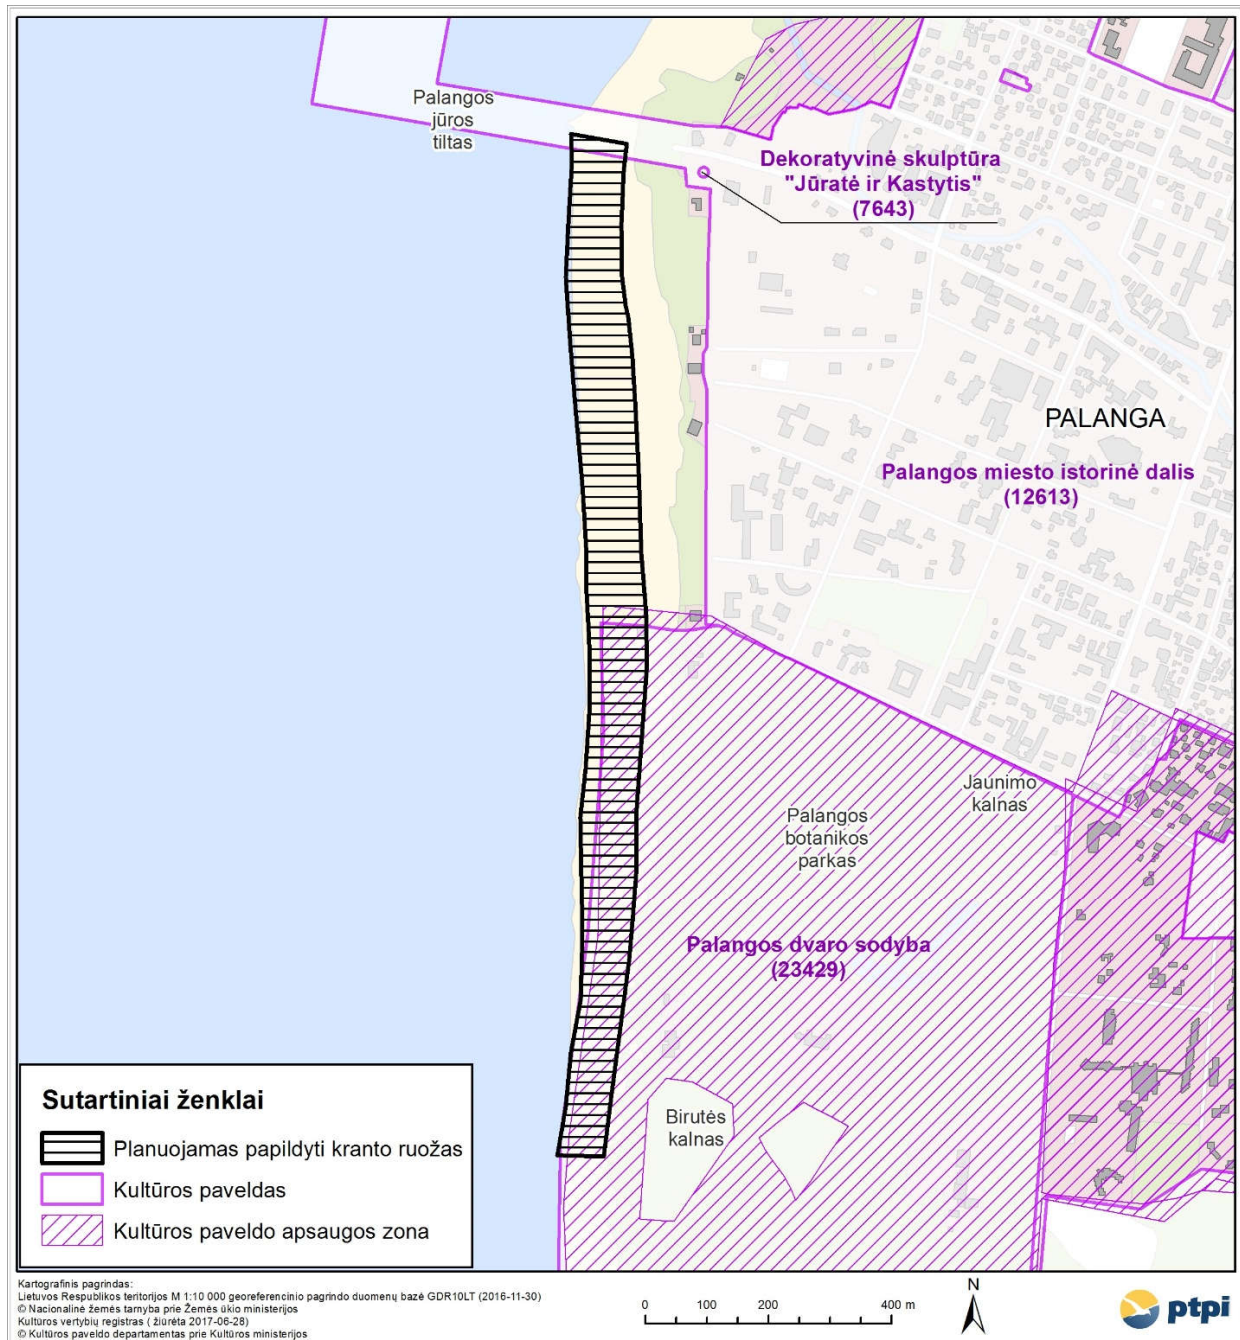 Palangos
jūros
tiltas
Dekoratyvinė skulptūra
"Jūratė ir Kastytis"
(7643)
PALANGA
Palangos miesto istorinė dalis
(12613)
Jaunimo
kalnas
Palangos
botanikos
parkas
Palangos dvaro sodyba
(23429)
Birutės
kalnas
Sutartiniai ženklai
Planuojamas papildyti kranto ruožas
Kultūros paveldas
Kultūros paveldo apsaugos zona
Kartografinis pagrindas:
Lietuvos Respublikos teritorijos M 1:10 000 georeferencinio pagrindo duomenų bazė GDR10LT (2016-11-30)
© Nacionalinė žemės tarnyba prie Žemės ūkio ministerijos
Kultūros vertybių registras ( žiūrėta 2017-06-28)
© Kultūros paveldo departamentas prie Kultūros ministerijos
0 100 200 400 m
N
ptpi